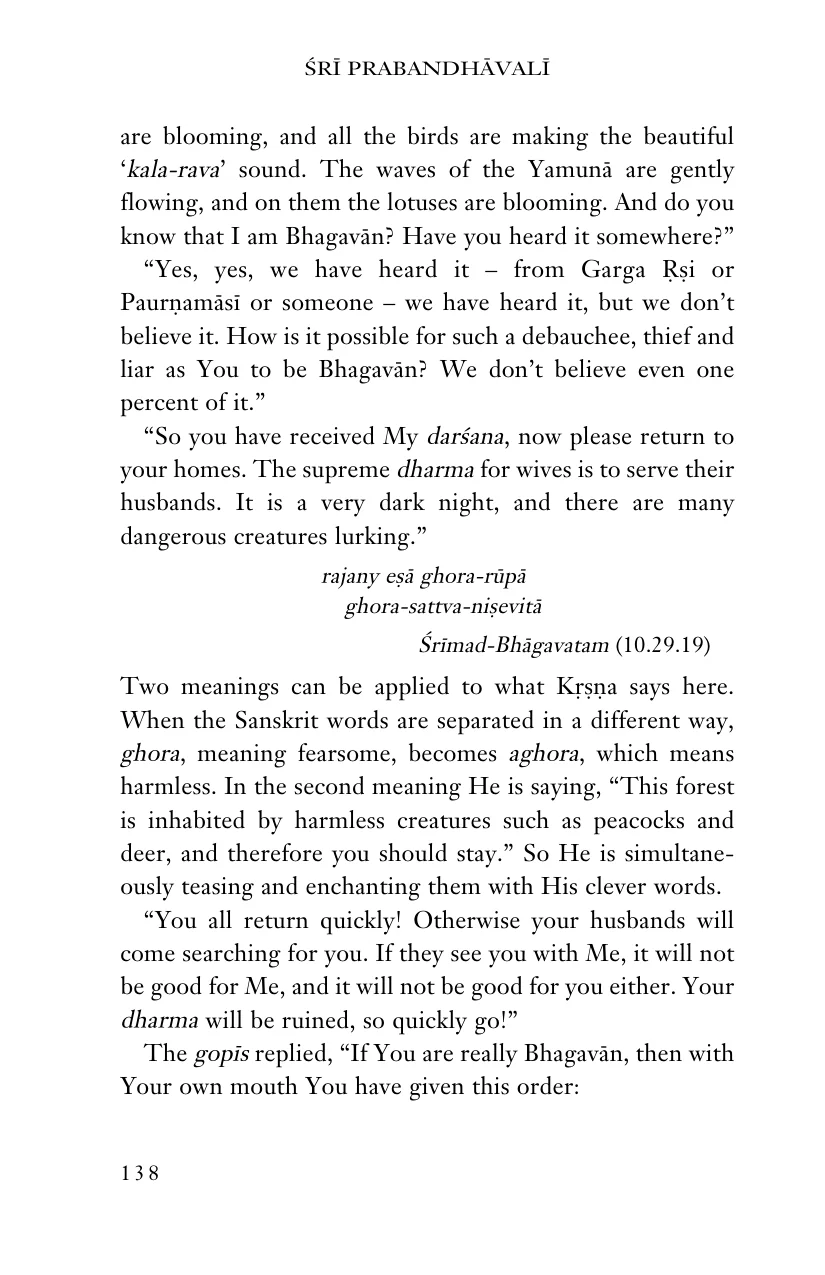 ŚRĪ PRABANDHĀVALĪ
are blooming, and all the birds are making the beautiful
‘kala-rava’ sound. The waves of the Yamunā are gently
flowing, and on them the lotuses are blooming. And do you
know that I am Bhagavān? Have you heard it somewhere?”
“Yes, yes, we have heard it – from Garga Ṛṣi or
Paurṇamāsī or someone – we have heard it, but we don’t
believe it. How is it possible for such a debauchee, thief and
liar as You to be Bhagavān? We don’t believe even one
percent of it.”
“So you have received My darśana, now please return to
your homes. The supreme dharma for wives is to serve their
husbands. It is a very dark night, and there are many
dangerous creatures lurking.”
rajany eṣā ghora-rūpā
ghora-sattva-niṣevitā
Śrīmad-Bhāgavatam (10.29.19)
Two meanings can be applied to what Kṛṣṇa says here.
When the Sanskrit words are separated in a different way,
ghora, meaning fearsome, becomes aghora, which means
harmless. In the second meaning He is saying, “This forest
is inhabited by harmless creatures such as peacocks and
deer, and therefore you should stay.” So He is simultane-
ously teasing and enchanting them with His clever words.
“You all return quickly! Otherwise your husbands will
come searching for you. If they see you with Me, it will not
be good for Me, and it will not be good for you either. Your
dharma will be ruined, so quickly go!”
The gopīs replied, “If You are really Bhagavān, then with
Your own mouth You have given this order:
138